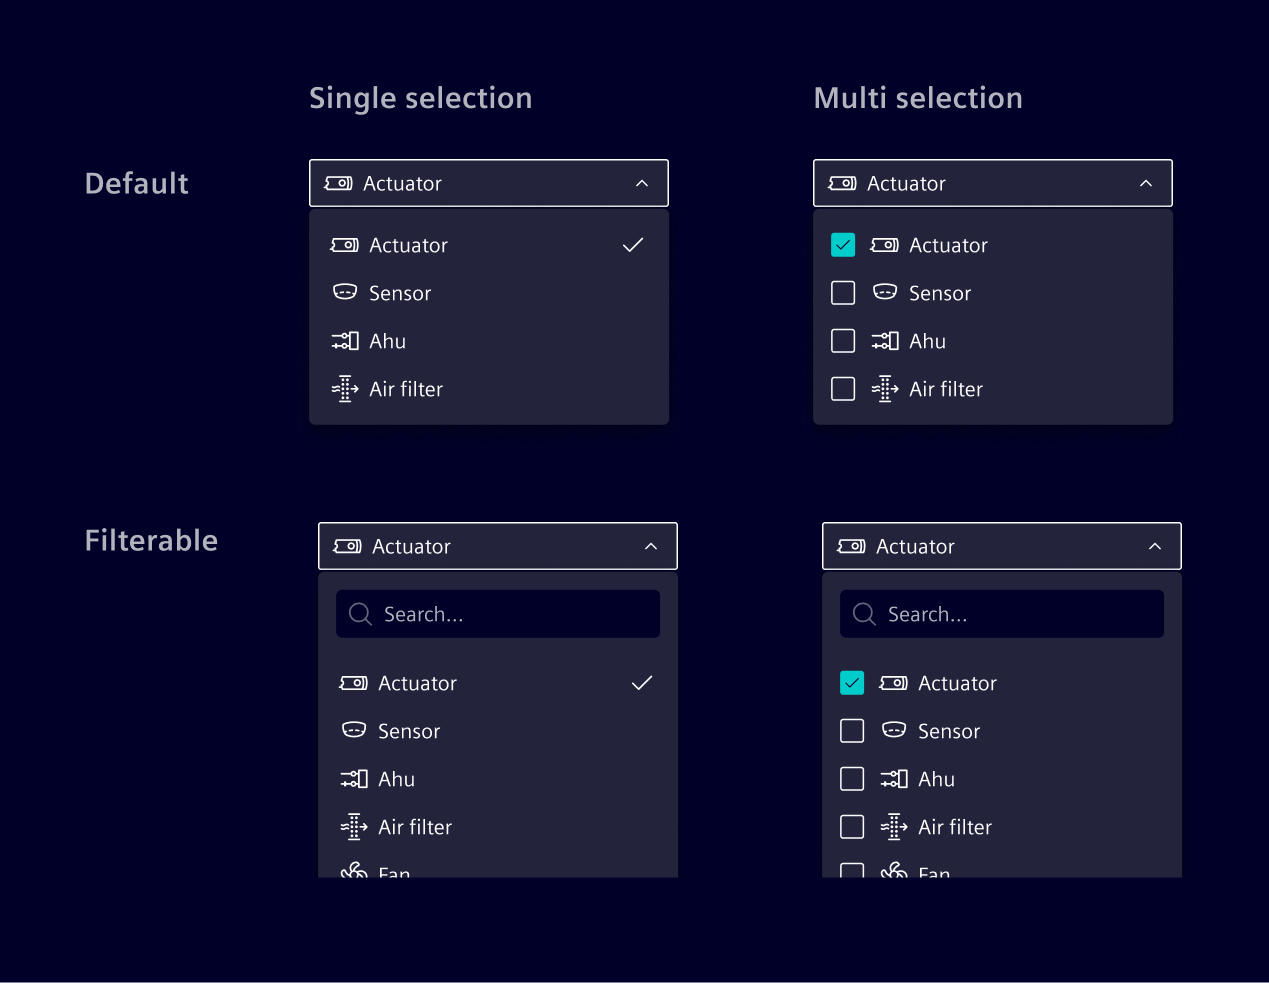 Single selection
Multi selection
Default
Actuator
Actuator
Sensor
Ahu
Air filter
Actuator
Actuator
Sensor
Ahu
Air filter
Filterable
Actuator
Search...
Actuator
Sensor
Ahu
Air filter
Fan
Actuator
Search...
Actuator
Sensor
Ahu
Air filter
Fan